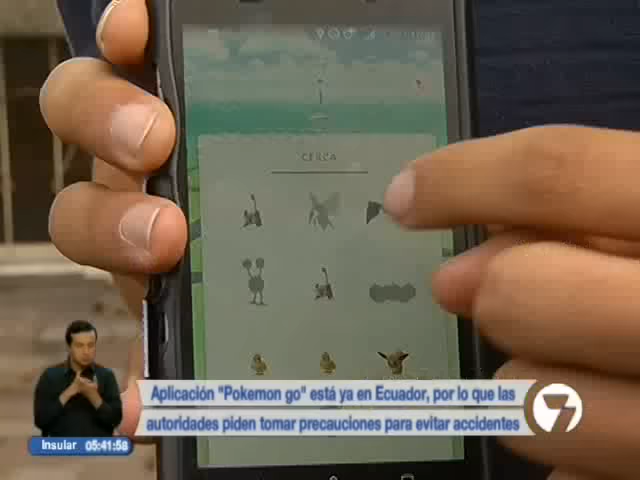 CERCA
Aplicación "Pokemon go" está ya en Ecuador, por lo que las
autoridades piden tomar precauciones para evitar accidentes
7
Insular 05:41:58